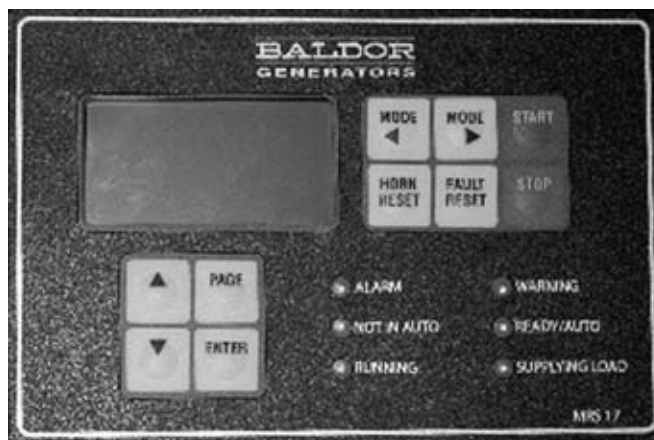 BALDOR
GENERATORS
MODE
MODE
START
HORN
RESET
FAULT
RESET
STOP
PAGE
ENTER
ALARM
WARNING
NOT IN AUTO
READY/AUTO
RUNNING
SUPPLYING LOAD
MRS 17